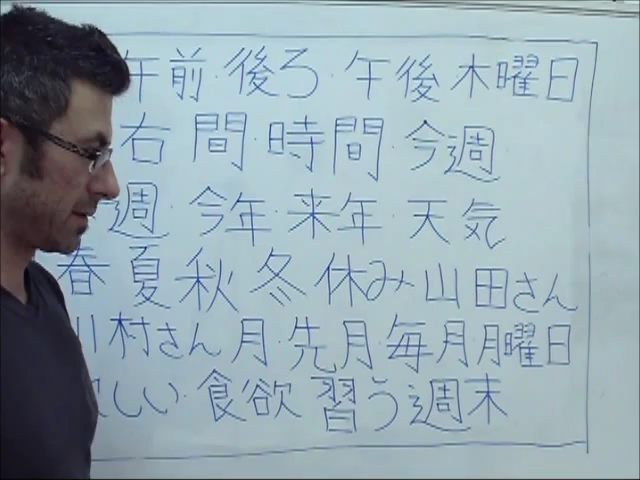 午前・後ろ・午後 木曜日
右 間・時間・今週
週・今年・来年・天気
春 夏 秋 冬 休み 山田さん
川村さん 月・先月・毎月 月曜日
しい・食欲 習う 週末